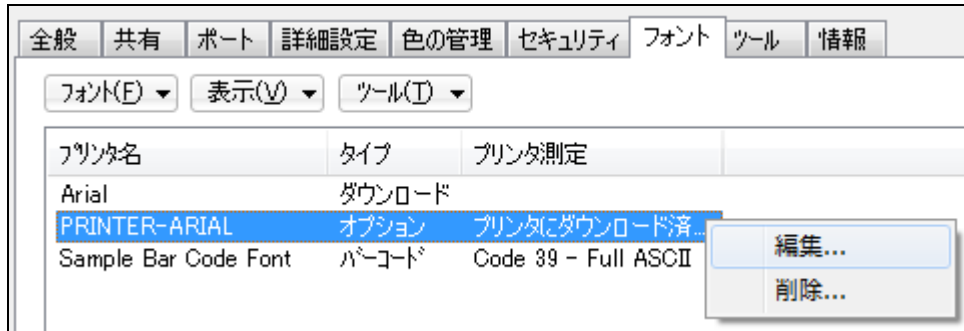 全般 共有 ポート 詳細設定 色の管理 セキュリティ フォント ツール 情報
フォント(F) 表示(V) ツール(T)
プリンタ名 タイプ プリンタ測定
Arial ダウンロード
PRINTER-ARIAL オプション プリンタにダウンロード済...
Sample Bar Code Font バーコード Code 39 - Full ASCII
編集...
削除...